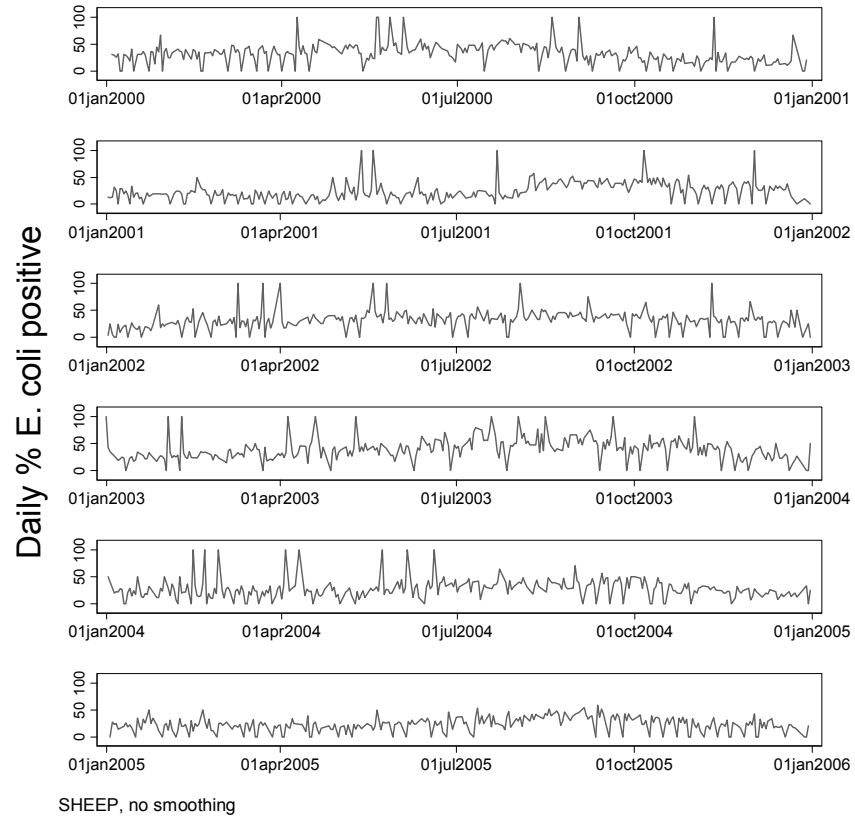 Daily % E. coli positive
0 50 100
01jan2000 01apr2000 01jul2000 01oct2000 01jan2001
0 50 100
01jan2001 01apr2001 01jul2001 01oct2001 01jan2002
0 50 100
01jan2002 01apr2002 01jul2002 01oct2002 01jan2003
0 50 100
01jan2003 01apr2003 01jul2003 01oct2003 01jan2004
0 50 100
01jan2004 01apr2004 01jul2004 01oct2004 01jan2005
0 50 100
01jan2005 01apr2005 01jul2005 01oct2005 01jan2006
SHEEP, no smoothing